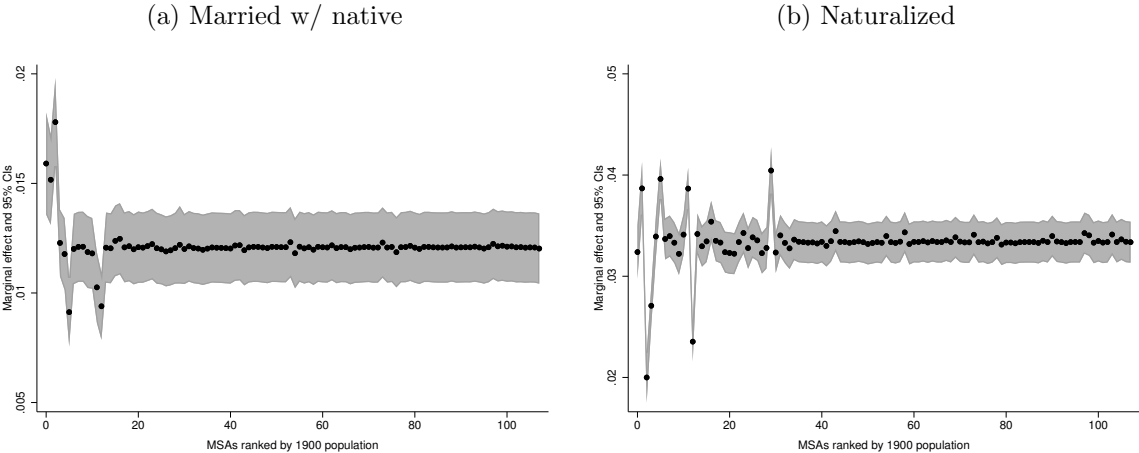 (a) Married w/ native
Marginal effect and 95% CIs
.02
.015
.01
.005
0 20 40 60 80 100
MSAs ranked by 1900 population
(b) Naturalized
Marginal effect and 95% CIs
.05
.04
.03
.02
0 20 40 60 80 100
MSAs ranked by 1900 population